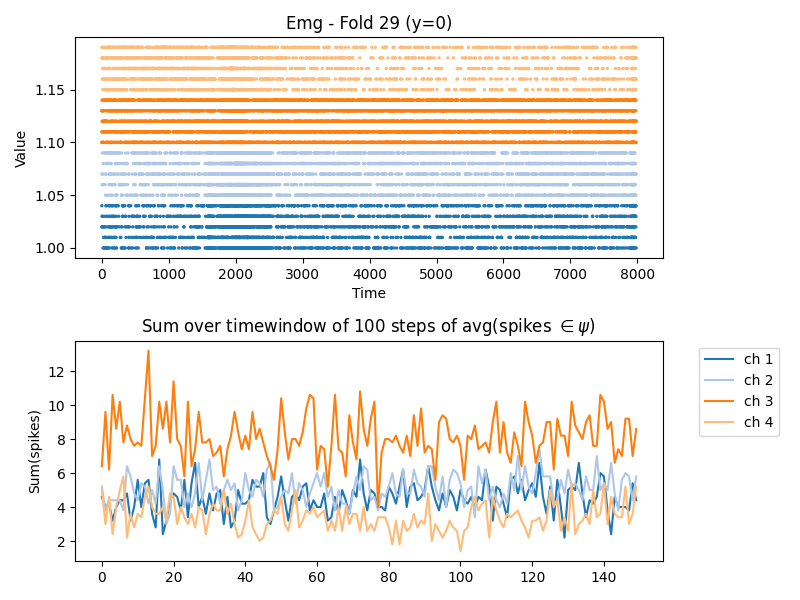 Emg - Fold 29 (y=0)
Value
1.15
1.10
1.05
1.00
0 1000 2000 3000 4000 5000 6000 7000 8000
Time
Sum over timewindow of 100 steps of avg(spikes ∈ψ)
Sum(spikes)
12
10
8
6
4
2
0 20 40 60 80 100 120 140
ch 1
ch 2
ch 3
ch 4